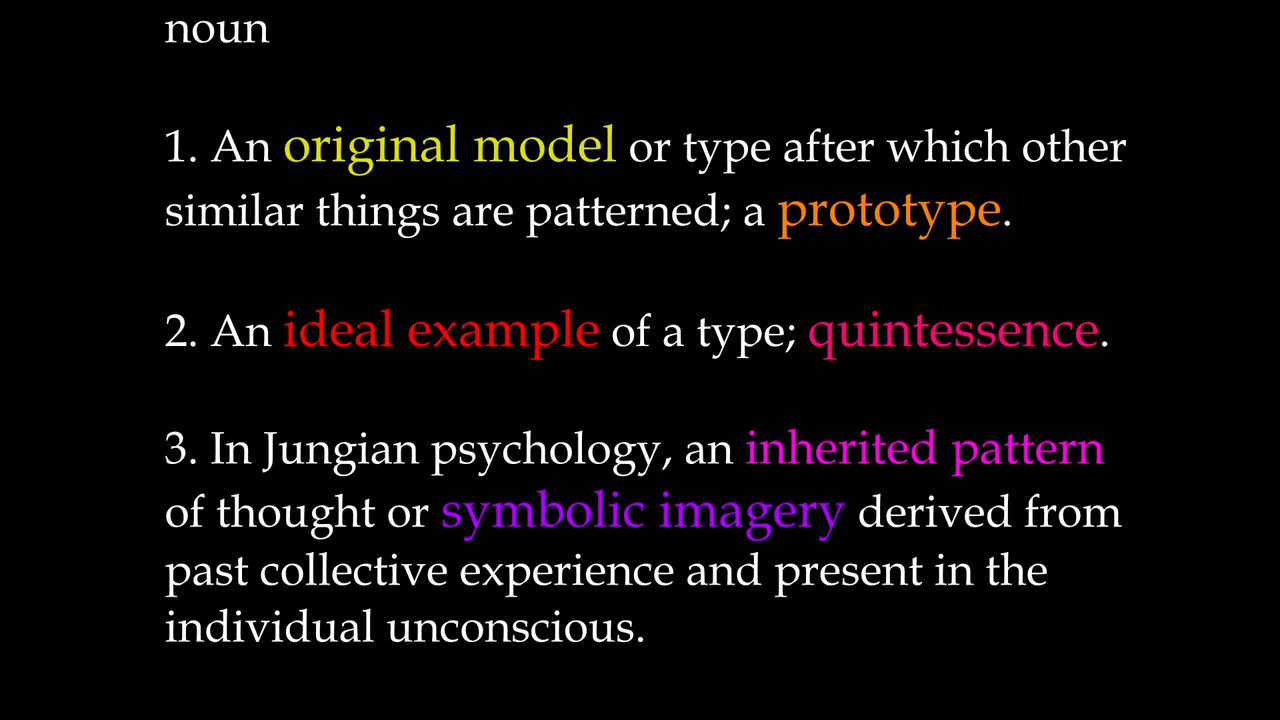 noun
1. An original model or type after which other
similar things are patterned; a prototype.
2. An ideal example of a type; quintessence.
3. In Jungian psychology, an inherited pattern
of thought or symbolic imagery derived from
past collective experience and present in the
individual unconscious.